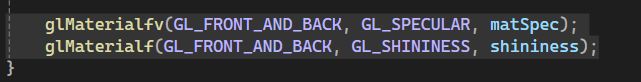 glMaterialfv(GL_FRONT_AND_BACK, GL_SPECULAR, matSpec);
glMaterialf(GL_FRONT_AND_BACK, GL_SHININESS, shininess);
}